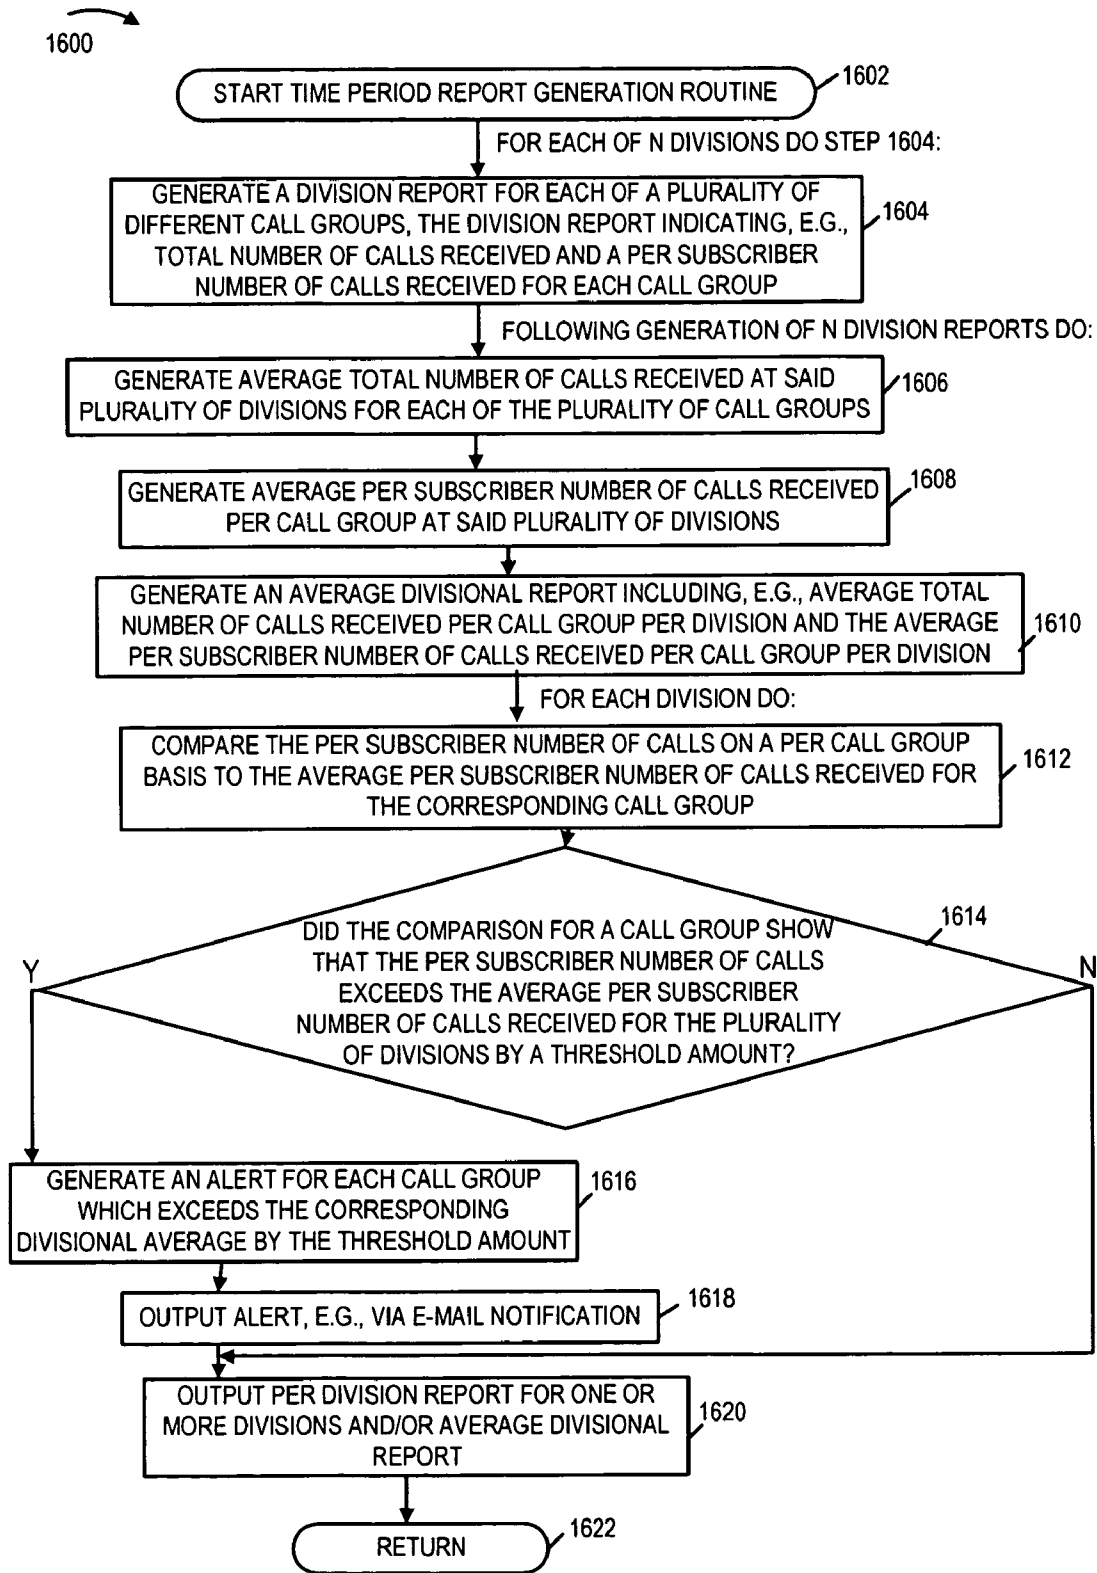 1600
START TIME PERIOD REPORT GENERATION ROUTINE
1602
FOR EACH OF N DIVISIONS DO STEP 1604:
GENERATE A DIVISION REPORT FOR EACH OF A PLURALITY OF
DIFFERENT CALL GROUPS, THE DIVISION REPORT INDICATING, E.G.,
TOTAL NUMBER OF CALLS RECEIVED AND A PER SUBSCRIBER
NUMBER OF CALLS RECEIVED FOR EACH CALL GROUP
1604
FOLLOWING GENERATION OF N DIVISION REPORTS DO:
GENERATE AVERAGE TOTAL NUMBER OF CALLS RECEIVED AT SAID
PLURALITY OF DIVISIONS FOR EACH OF THE PLURALITY OF CALL GROUPS
1606
GENERATE AVERAGE PER SUBSCRIBER NUMBER OF CALLS RECEIVED
PER CALL GROUP AT SAID PLURALITY OF DIVISIONS
1608
GENERATE AN AVERAGE DIVISIONAL REPORT INCLUDING, E.G., AVERAGE TOTAL
NUMBER OF CALLS RECEIVED PER CALL GROUP PER DIVISION AND THE AVERAGE
PER SUBSCRIBER NUMBER OF CALLS RECEIVED PER CALL GROUP PER DIVISION
1610
FOR EACH DIVISION DO:
COMPARE THE PER SUBSCRIBER NUMBER OF CALLS ON A PER CALL GROUP
BASIS TO THE AVERAGE PER SUBSCRIBER NUMBER OF CALLS RECEIVED FOR
THE CORRESPONDING CALL GROUP
1612
DID THE COMPARISON FOR A CALL GROUP SHOW
THAT THE PER SUBSCRIBER NUMBER OF CALLS
EXCEEDS THE AVERAGE PER SUBSCRIBER
NUMBER OF CALLS RECEIVED FOR THE PLURALITY
OF DIVISIONS BY A THRESHOLD AMOUNT?
1614
Y
N
GENERATE AN ALERT FOR EACH CALL GROUP
WHICH EXCEEDS THE CORRESPONDING
DIVISIONAL AVERAGE BY THE THRESHOLD AMOUNT
1616
OUTPUT ALERT, E.G., VIA E-MAIL NOTIFICATION
1618
OUTPUT PER DIVISION REPORT FOR ONE OR
MORE DIVISIONS AND/OR AVERAGE DIVISIONAL
REPORT
1620
RETURN
1622